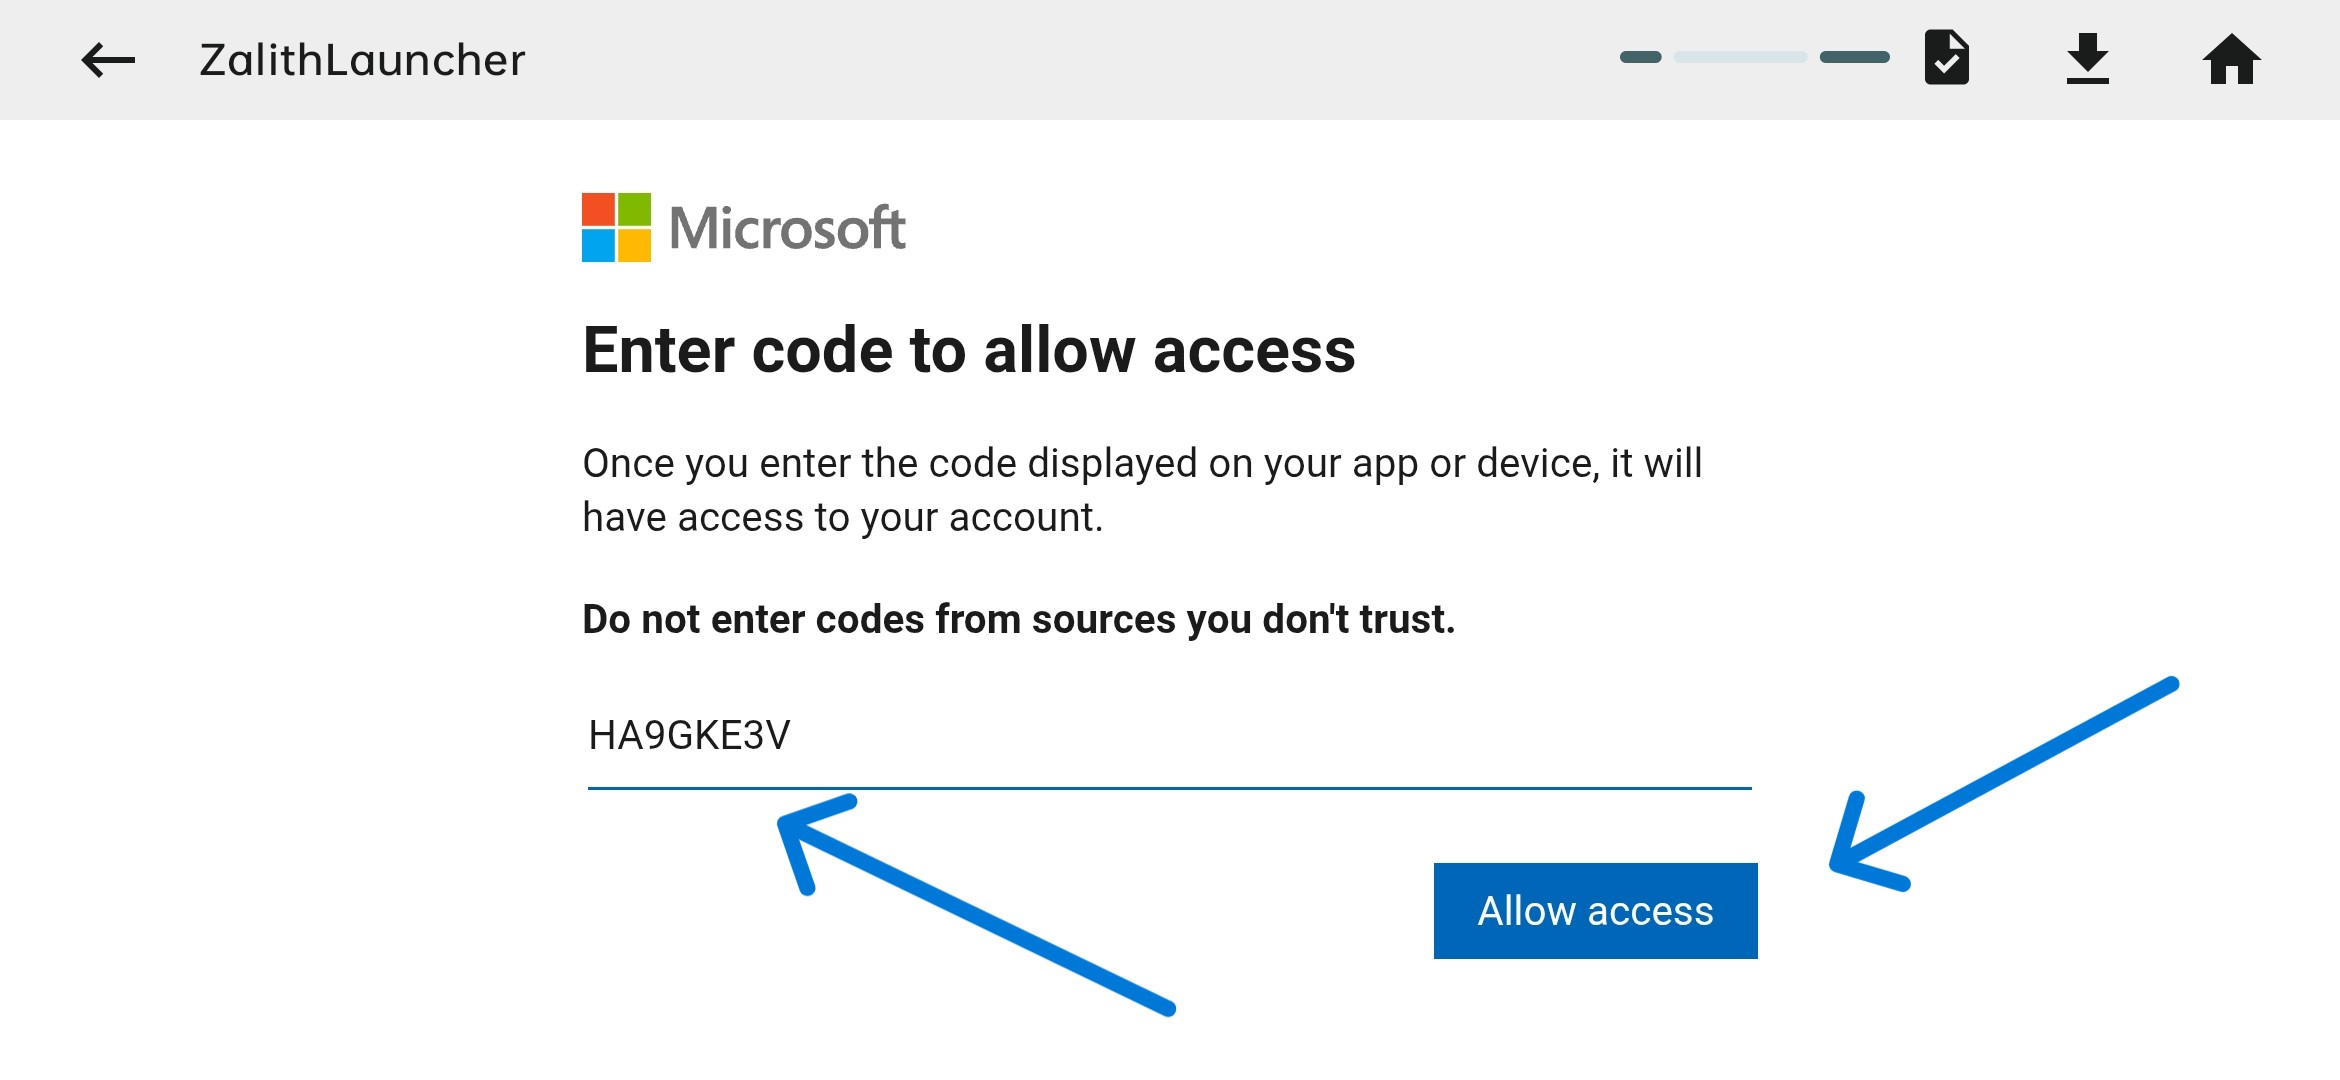 ZalithLauncher
Microsoft
Enter code to allow access
Once you enter the code displayed on your app or device, it will
have access to your account.
Do not enter codes from sources you don't trust.
HA9GKE3V
Allow access